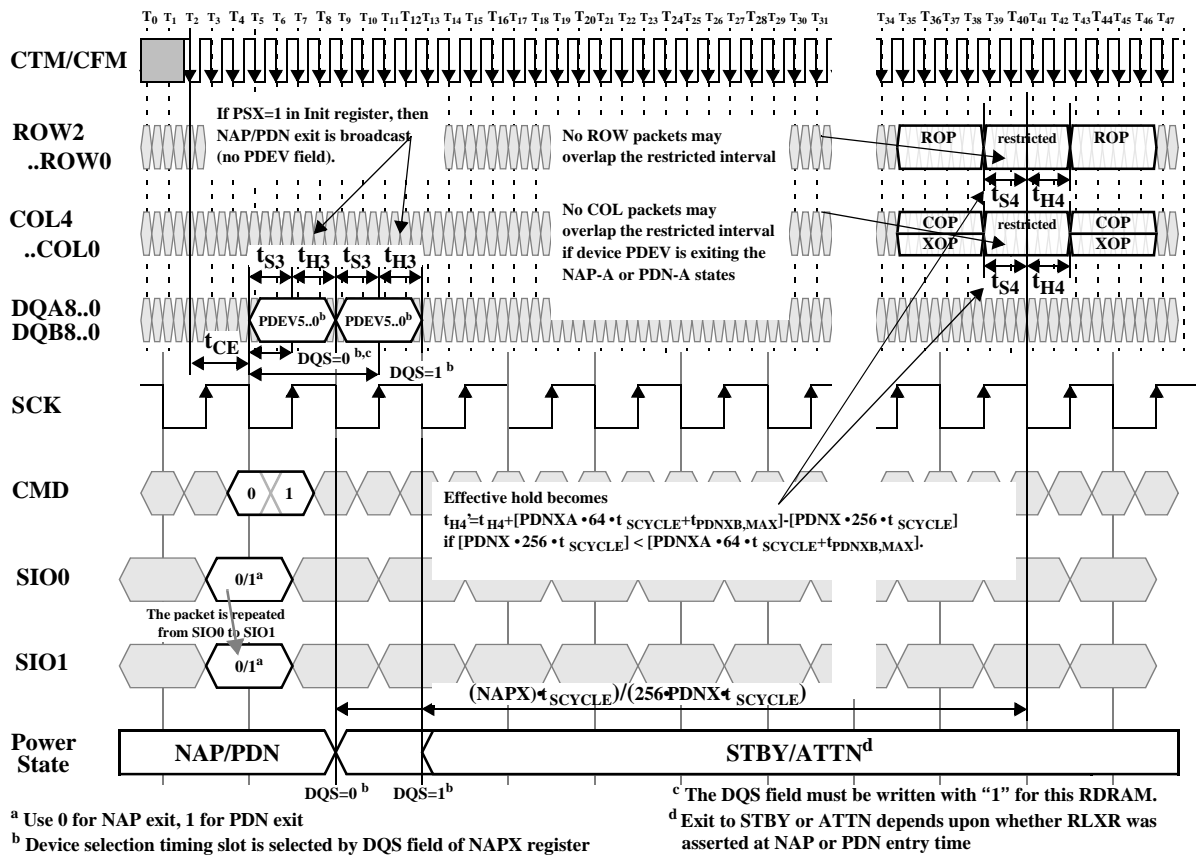 T0 T1 T2 T3 T4 T5 T6 T7 T8 T9 T10 T11 T12 T13 T14 T15 T16 T17 T18 T19 T20 T21 T22 T23 T24 T25 T26 T27 T28 T29 T30 T31 T34 T35 T36 T37 T38 T39 T40 T41 T42 T43 T44 T45 T46 T47
CTM/CFM
If PSX=1 in Init register, then
NAP/PDN exit is broadcast
(no PDEV field).
ROW2
..ROW0
No ROW packets may
overlap the restricted interval
ROP restricted ROP
tS4 tH4
COL4
..COL0
No COL packets may
overlap the restricted interval
if device PDEV is exiting the
NAP-A or PDN-A states
COP restricted COP
XOP XOP
tS4 tH4
tS3 tH3 tS3 tH3
DQA8..0
DQB8..0
PDEV5..0b PDEV5..0b
tCE
DQS=0 b,c
DQS=1 b
SCK
CMD
0 1
Effective hold becomes
tH4'=tH4+[PDNXA•64•tSCYCLE+tPDNXB,MAX]-[PDNX•256•tSCYCLE]
if [PDNX•256•tSCYCLE] < [PDNXA•64•tSCYCLE+tPDNXB,MAX].
SIO0
0/1a
The packet is repeated
from SIO0 to SIO1
SIO1
0/1a
(NAPX)•tSCYCLE)/(256•PDNX•tSCYCLE)
Power
State
NAP/PDN STBY/ATTNd
DQS=0 b DQS=1b
a Use 0 for NAP exit, 1 for PDN exit
b Device selection timing slot is selected by DQS field of NAPX register
c The DQS field must be written with “1” for this RDRAM.
d Exit to STBY or ATTN depends upon whether RLXR was
asserted at NAP or PDN entry time